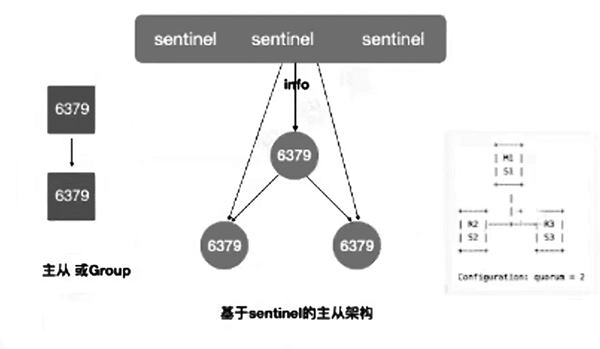 sentinel sentinel sentinel
info
6379
6379
主从 或Group
6379
6379
6379
基于sentinel的主从架构
M1
S1
R2
R3
S2
S3
Configuration: quorum = 2